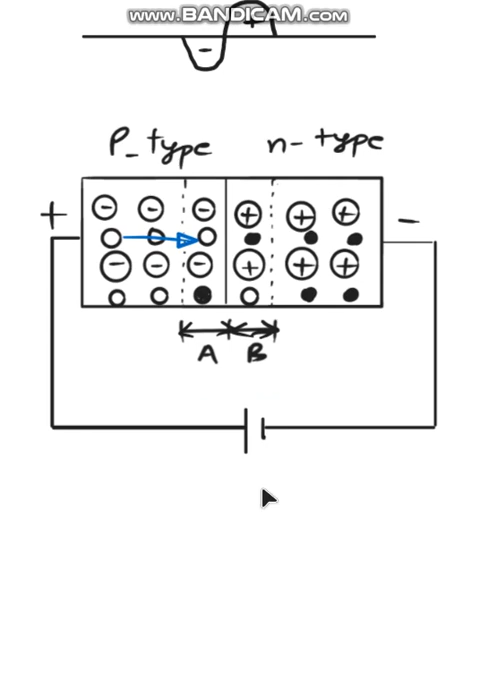 www.BANDICAM.com
+
-
P- type n- type
+ -
- - - + + +
- - - + + +
A B